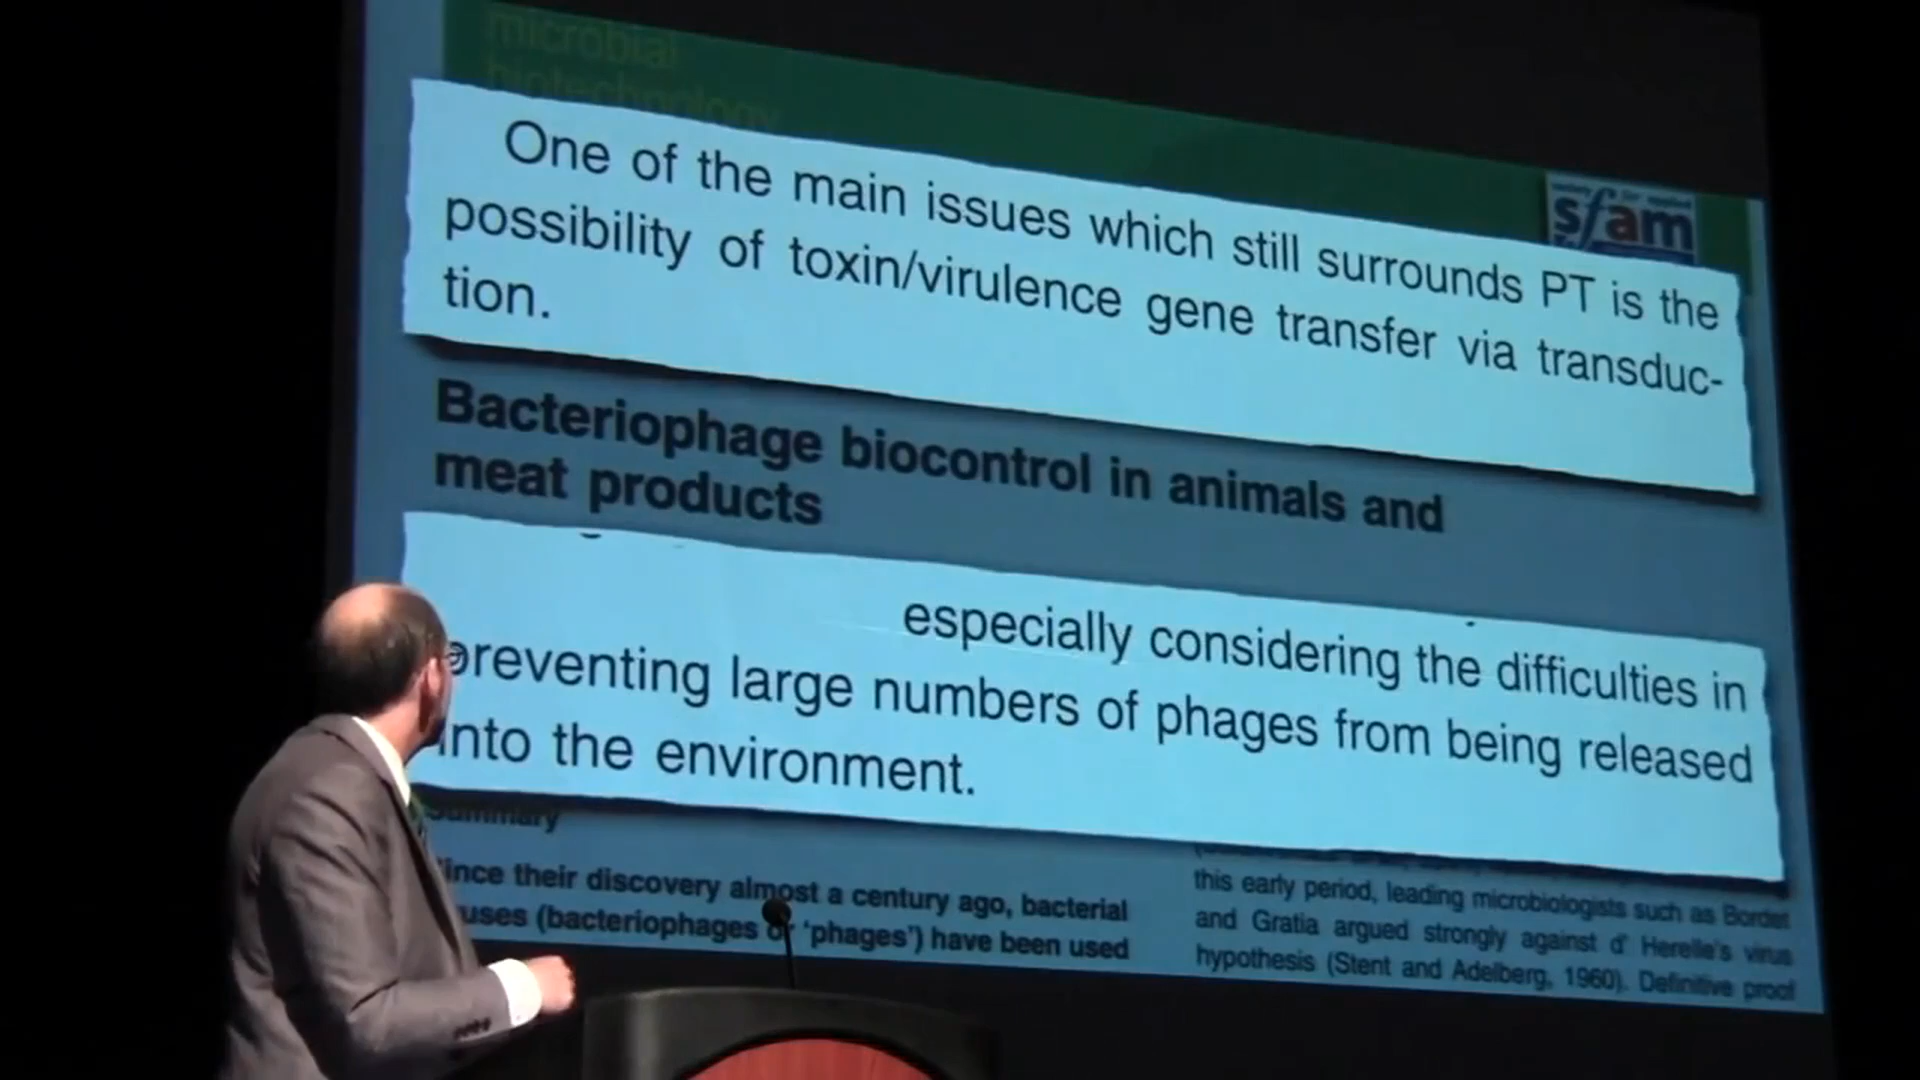 microbial
biotechnology
society for applied
sfam
One of the main issues which still surrounds PT is the
possibility of toxin/virulence gene transfer via transduc-
tion.
Bacteriophage biocontrol in animals and
meat products
especially considering the difficulties in
preventing large numbers of phages from being released
into the environment.
Summary
ince their discovery almost a century ago, bacterial
uses (bacteriophages or ‘phages’) have been used
this early period, leading microbiologists such as Bordet
and Gratia argued strongly against d’ Herelle’s virus
hypothesis (Stent and Adelberg, 1960). Definitive proof